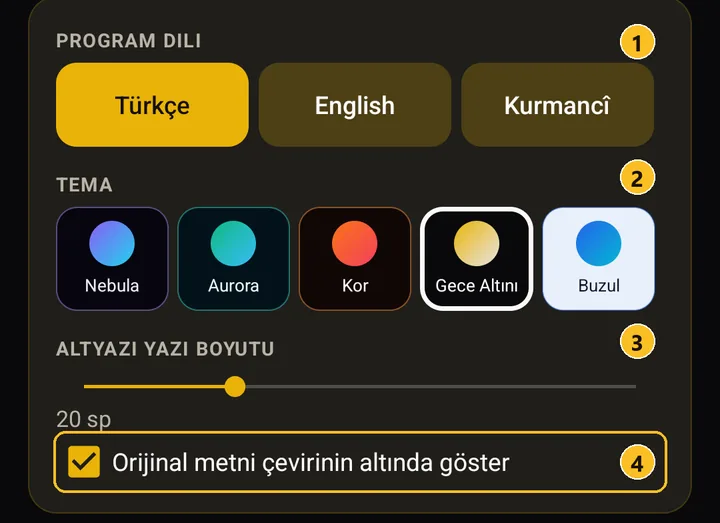 PROGRAM DILI
1
Türkçe English Kurmancî
TEMA
2
Nebula Aurora Kor Gece Altını Buzul
ALTYAZI YAZI BOYUTU
3
20 sp
Orijinal metni çevirinin altında göster
4